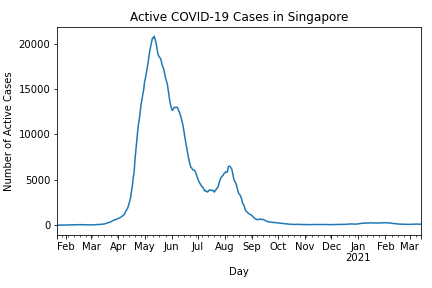 Active COVID-19 Cases in Singapore
20000
15000
10000
5000
0
Number of Active Cases
Feb Mar Apr May Jun Jul Aug Sep Oct Nov Dec Jan Feb Mar
2021
Day